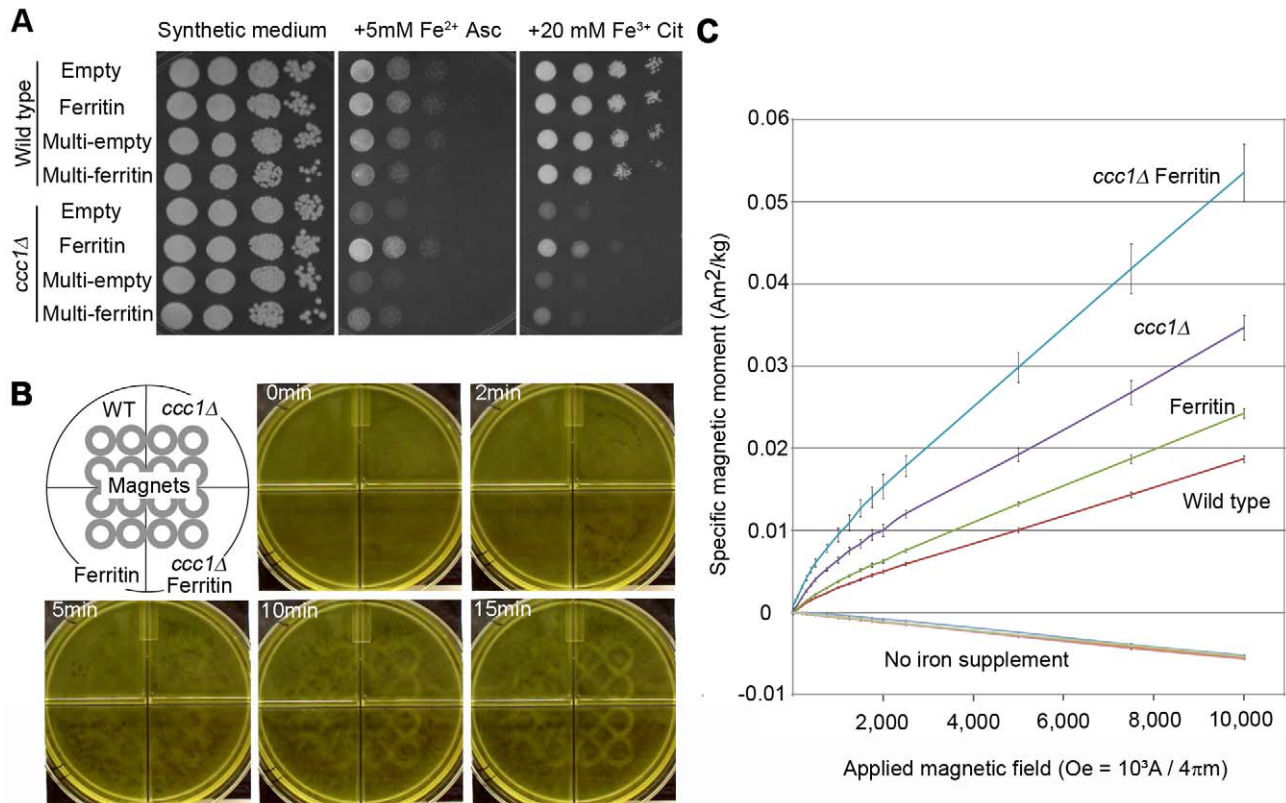 A
Synthetic medium
+5mM Fe²⁺ Asc
+20 mM Fe³⁺ Cit
Wild type
Empty
Ferritin
Multi-empty
Multi-ferritin
ccc1Δ
Empty
Ferritin
Multi-empty
Multi-ferritin
B
WT
ccc1Δ
Magnets
Ferritin
ccc1Δ
Ferritin
0min
2min
5min
10min
15min
C
Specific magnetic moment (Am²/kg)
0.06
0.05
0.04
0.03
0.02
0.01
0
-0.01
ccc1Δ Ferritin
ccc1Δ
Ferritin
Wild type
No iron supplement
2,000
4,000
6,000
8,000
10,000
Applied magnetic field (Oe = 10³A / 4πm)